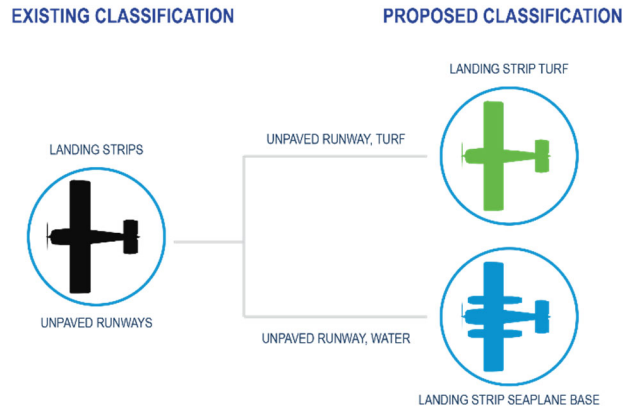 EXISTING CLASSIFICATION
PROPOSED CLASSIFICATION
LANDING STRIP TURF
UNPAVED RUNWAY, TURF
LANDING STRIPS
UNPAVED RUNWAYS
UNPAVED RUNWAY, WATER
LANDING STRIP SEAPLANE BASE